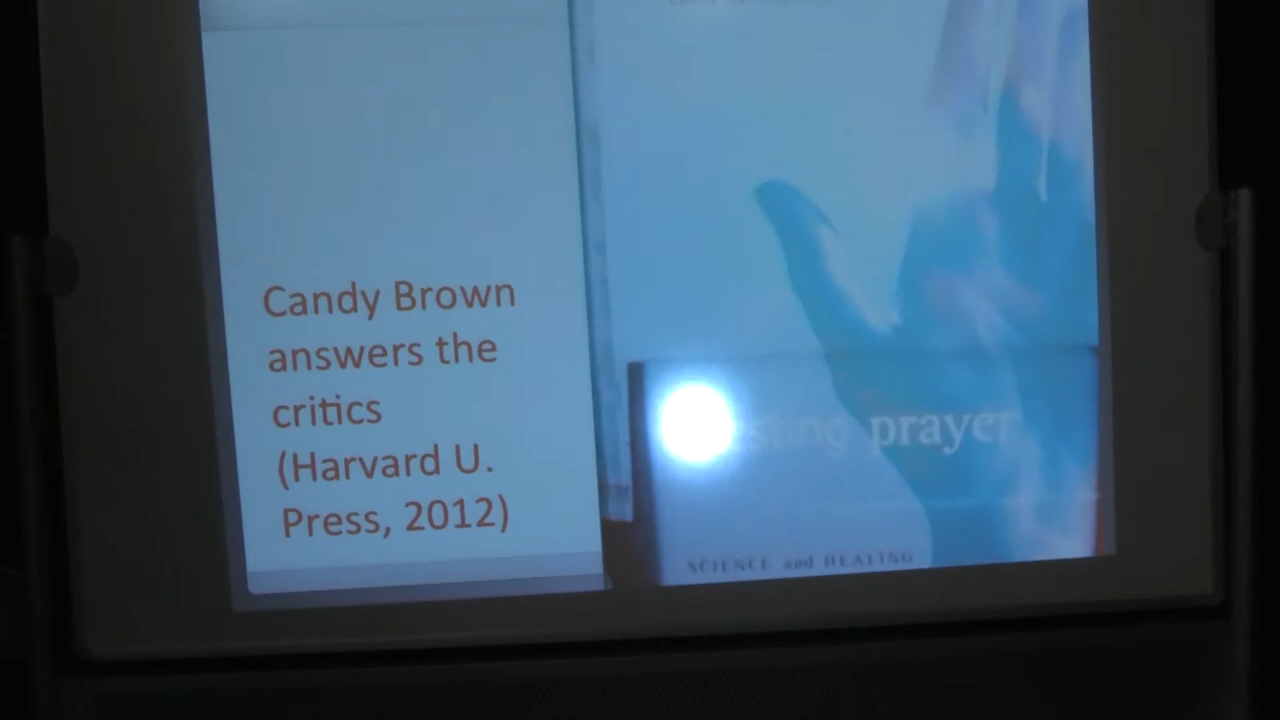 Candy Brown
answers the
critics
(Harvard U.
Press, 2012)
prayer
SCIENCE and HEALING